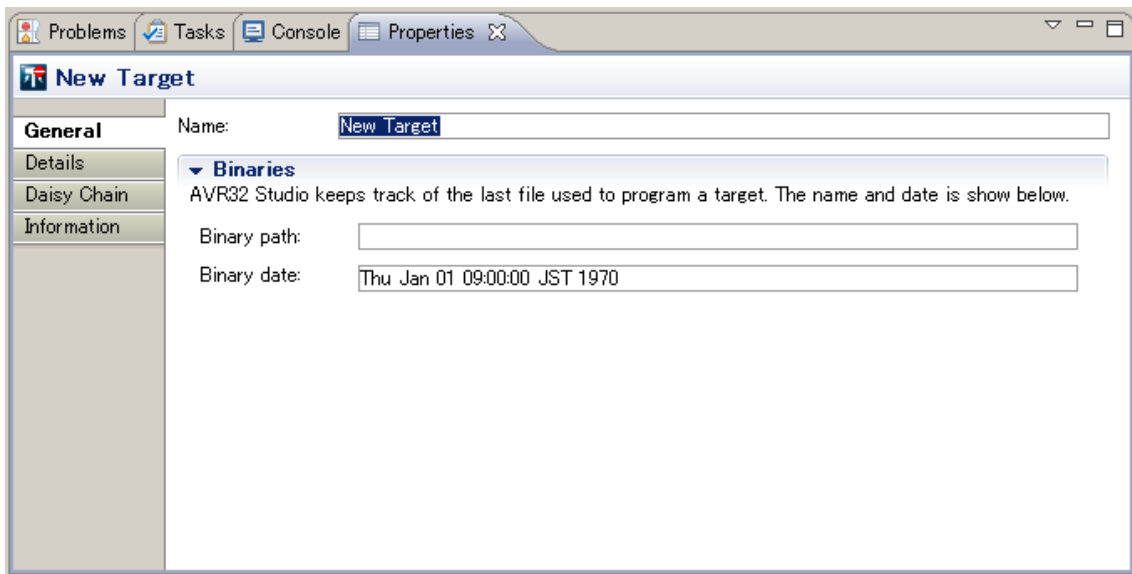 Problems Tasks Console Properties
New Target
General
Details
Daisy Chain
Information
Name: New Target
Binaries
AVR32 Studio keeps track of the last file used to program a target. The name and date is show below.
Binary path:
Binary date: Thu Jan 01 09:00:00 JST 1970